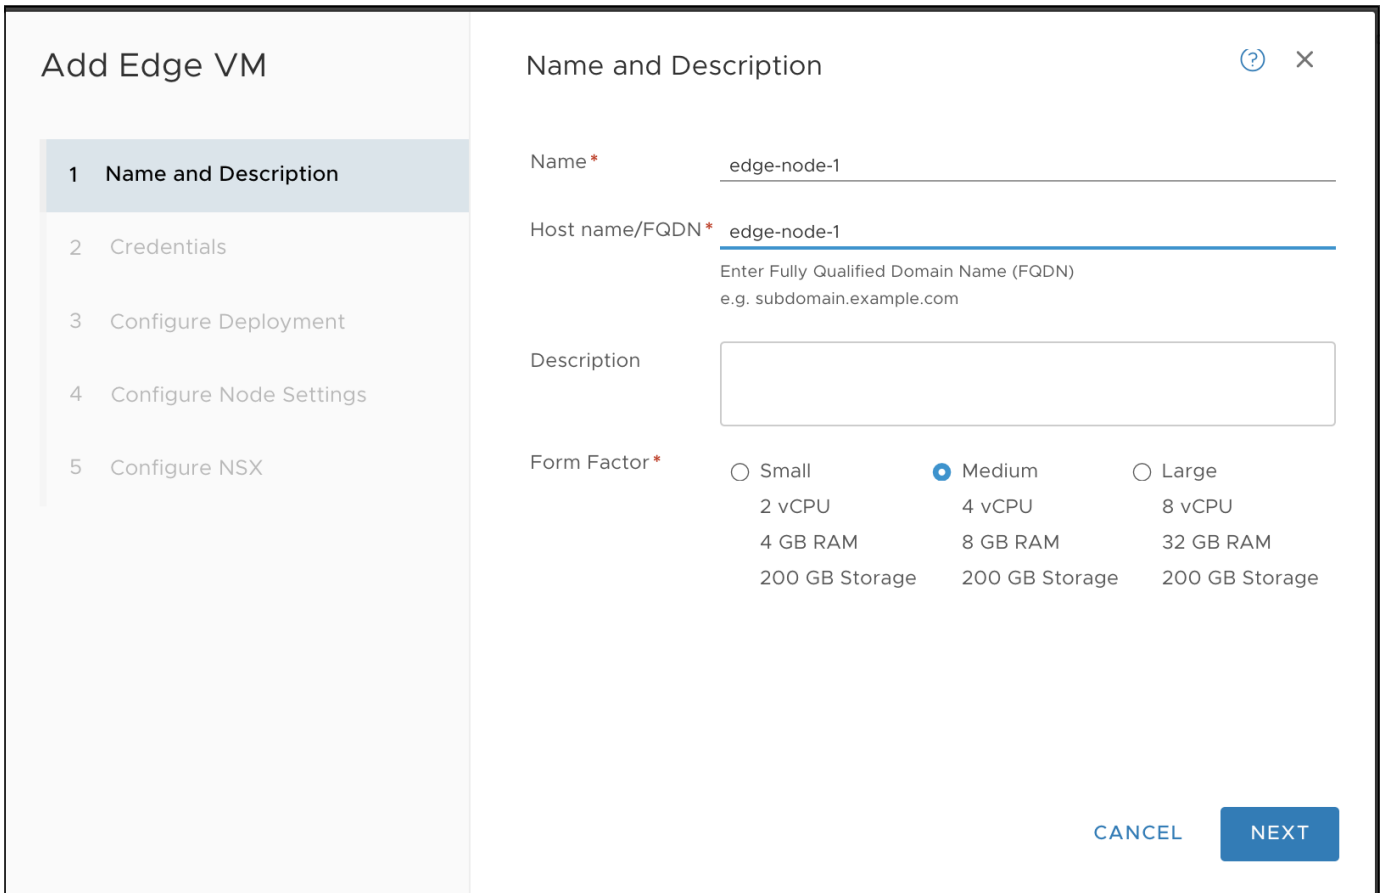 Add Edge VM
1 Name and Description
2 Credentials
3 Configure Deployment
4 Configure Node Settings
5 Configure NSX
Name and Description
?
Name*
edge-node-1
Host name/FQDN*
edge-node-1
Enter Fully Qualified Domain Name (FQDN)
e.g. subdomain.example.com
Description
Form Factor*
Small
2 vCPU
4 GB RAM
200 GB Storage
Medium
4 vCPU
8 GB RAM
200 GB Storage
Large
8 vCPU
32 GB RAM
200 GB Storage
CANCEL
NEXT